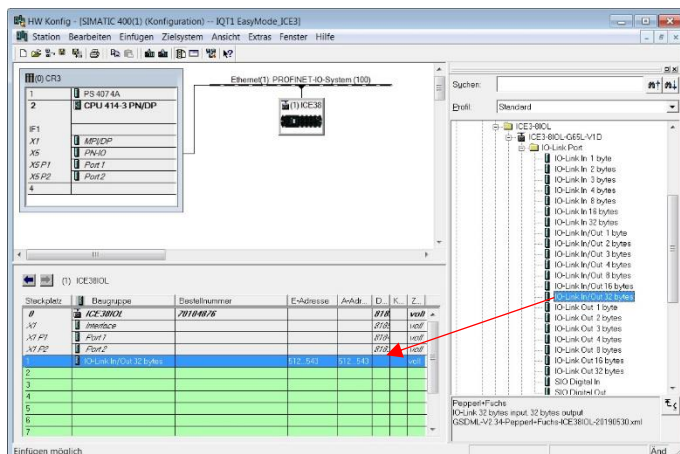 HW Konfig - [SIMATIC 400(1) (Konfiguration) -- IQT1 EasyMode_ICE3]
Station Bearbeiten Einfügen Zielsystem Ansicht Extras Fenster Hilfe
(0) CR3
1 PS 407 4A
2 CPU 414-3 PN/DP
IF1
X1 MPI/DP
X5 PN-IO
X5 P1 Port 1
X5 P2 Port 2
4
Ethernet(1) PROFINET-IO-System (100)
(1) ICE38
(1) ICE38IOL
Steckplatz Baugruppe Bestellnummer E-Adresse A-Adr... D... K... Z...
0 ICE38IOL 70104876 818 voll
X1 Interface 818 voll
X1 P1 Port 1 818 voll
X1 P2 Port 2 818 voll
1 IO-Link In/Out 32 bytes 512...543 512...543 voll
2
3
4
5
6
7
Einfügen möglich
Suchen:
Profil: Standard
ICE3-8IOL
ICE3-8IOL-G65L-V1D
IO-Link Port
IO-Link In 1 byte
IO-Link In 2 bytes
IO-Link In 3 bytes
IO-Link In 4 bytes
IO-Link In 8 bytes
IO-Link In 16 bytes
IO-Link In 32 bytes
IO-Link In/Out 1 byte
IO-Link In/Out 2 bytes
IO-Link In/Out 3 bytes
IO-Link In/Out 4 bytes
IO-Link In/Out 8 bytes
IO-Link In/Out 16 bytes
IO-Link In/Out 32 bytes
IO-Link Out 1 byte
IO-Link Out 2 bytes
IO-Link Out 3 bytes
IO-Link Out 4 bytes
IO-Link Out 8 bytes
IO-Link Out 16 bytes
IO-Link Out 32 bytes
SIO Digital In
SIO Digital Out
Pepperl+Fuchs
IO-Link 32 bytes input, 32 bytes output
GSDML-V2.34-Pepperl+Fuchs-ICE38IOL-20190530.xml
Änd